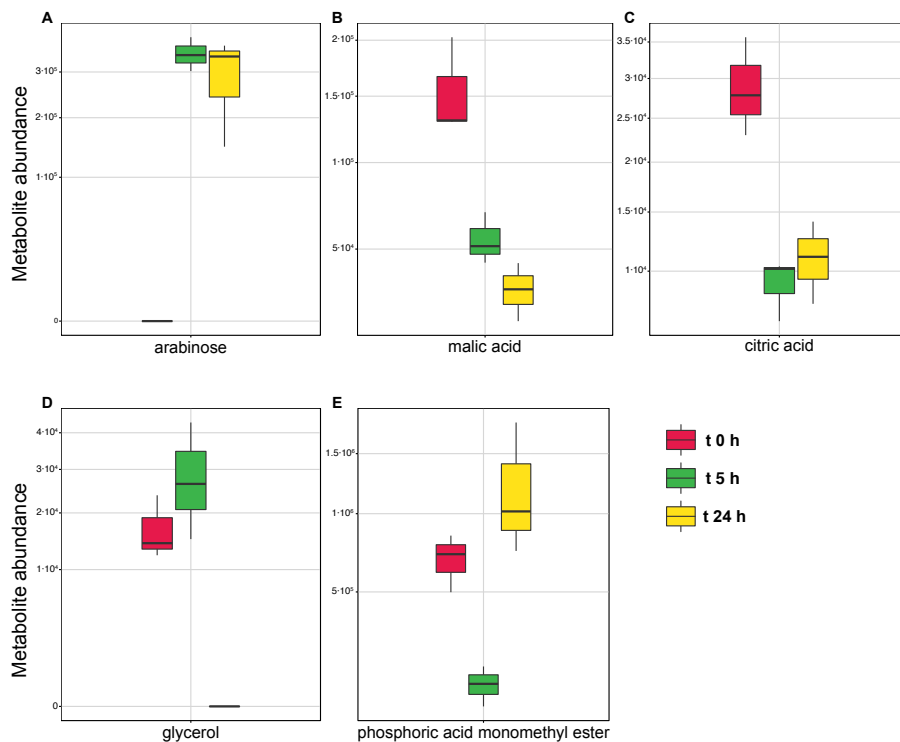 A
Metabolite abundance
3·10⁵
2·10⁵
1·10⁵
0
arabinose
B
2·10⁵
1.5·10⁵
1·10⁵
5·10⁴
malic acid
C
3.5·10⁴
3·10⁴
2.5·10⁴
2·10⁴
1.5·10⁴
1·10⁴
citric acid
D
Metabolite abundance
4·10⁴
3·10⁴
2·10⁴
1·10⁴
0
glycerol
E
1.5·10⁶
1·10⁶
5·10⁵
phosphoric acid monomethyl ester
t 0 h
t 5 h
t 24 h